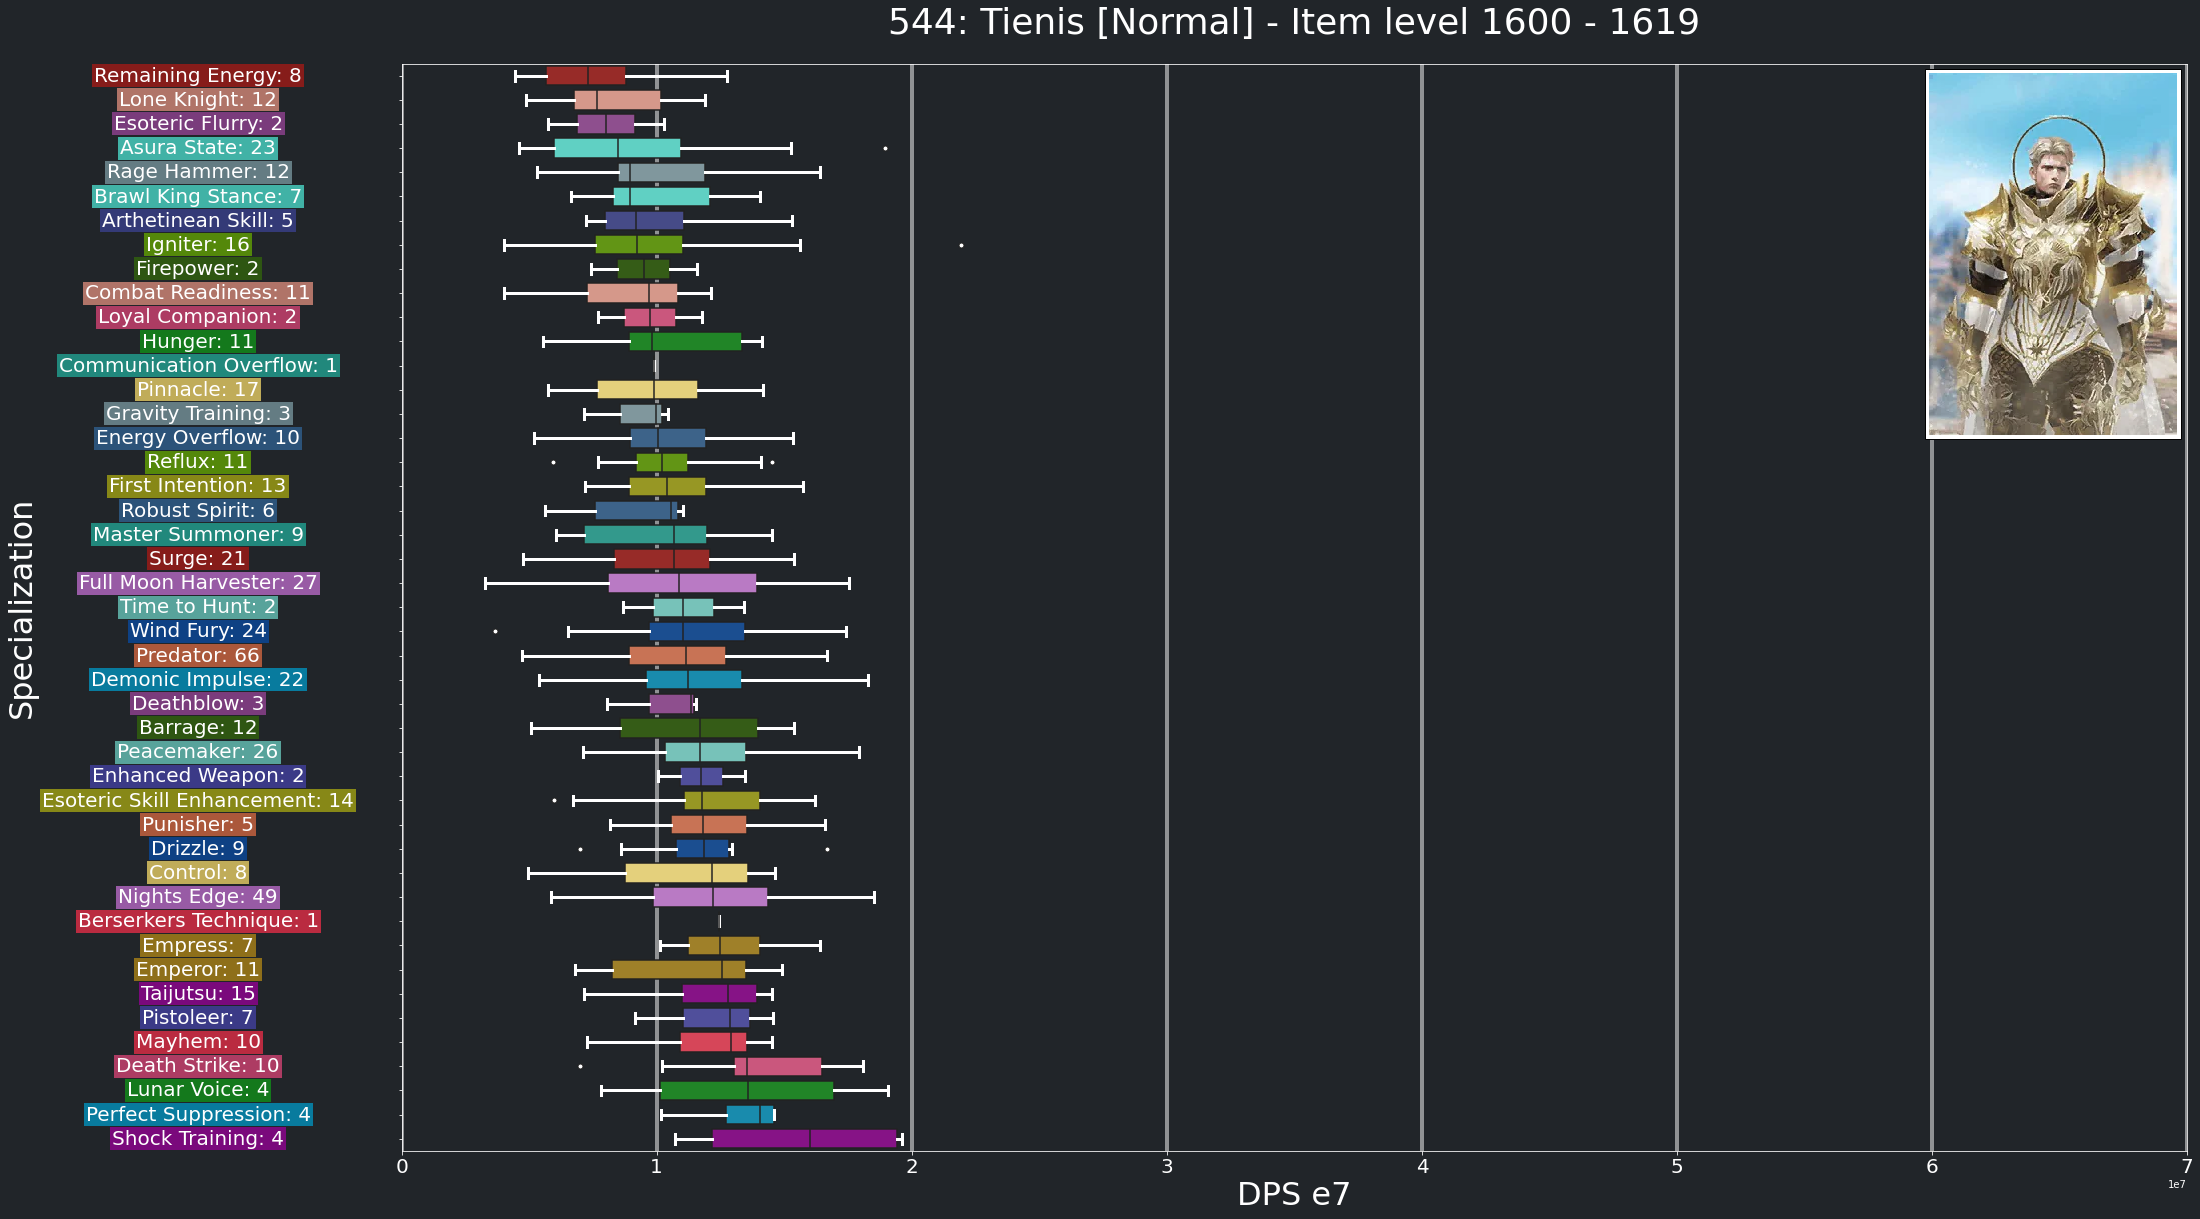 544: Tienis [Normal] - Item level 1600 - 1619
Specialization
Remaining Energy: 8
Lone Knight: 12
Esoteric Flurry: 2
Asura State: 23
Rage Hammer: 12
Brawl King Stance: 7
Arthetinean Skill: 5
Igniter: 16
Firepower: 2
Combat Readiness: 11
Loyal Companion: 2
Hunger: 11
Communication Overflow: 1
Pinnacle: 17
Gravity Training: 3
Energy Overflow: 10
Reflux: 11
First Intention: 13
Robust Spirit: 6
Master Summoner: 9
Surge: 21
Full Moon Harvester: 27
Time to Hunt: 2
Wind Fury: 24
Predator: 66
Demonic Impulse: 22
Deathblow: 3
Barrage: 12
Peacemaker: 26
Enhanced Weapon: 2
Esoteric Skill Enhancement: 14
Punisher: 5
Drizzle: 9
Control: 8
Nights Edge: 49
Berserkers Technique: 1
Empress: 7
Emperor: 11
Taijutsu: 15
Pistoleer: 7
Mayhem: 10
Death Strike: 10
Lunar Voice: 4
Perfect Suppression: 4
Shock Training: 4
0 1 2 3 4 5 6 7
1e7
DPS e7